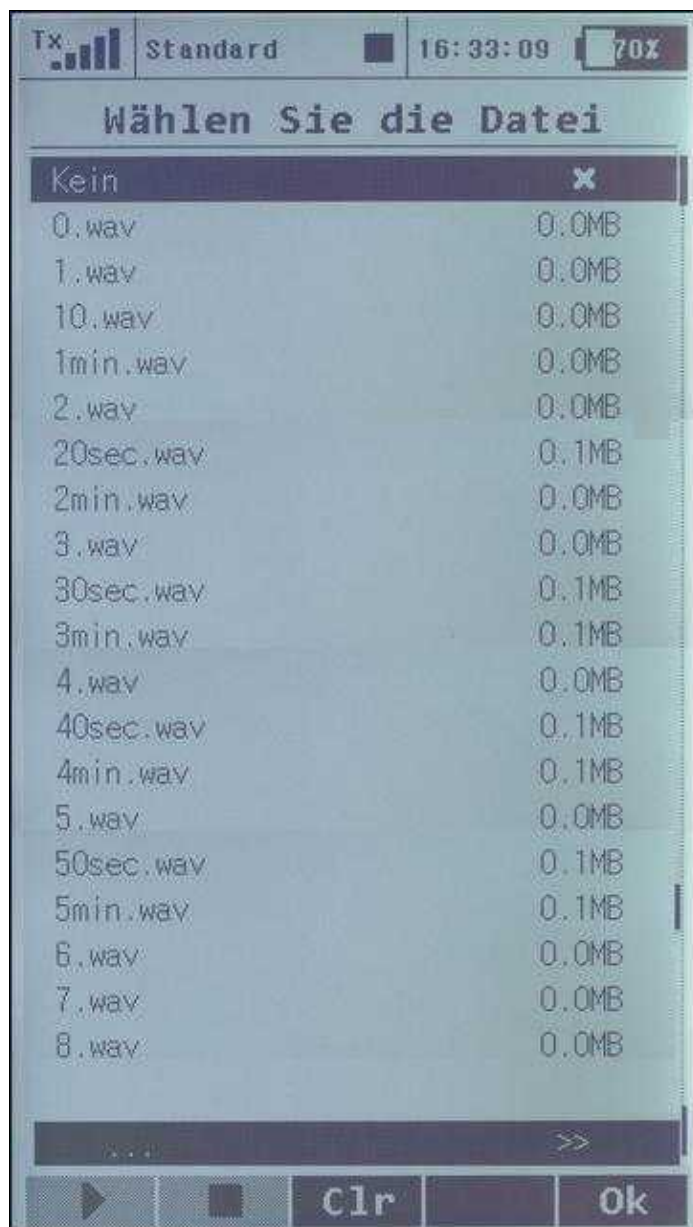 Tx Standard 16:33:09 70%
Wählen Sie die Datei
Kein
0.wav 0.0MB
1.wav 0.0MB
10.wav 0.0MB
1min.wav 0.0MB
2.wav 0.0MB
20sec.wav 0.1MB
2min.wav 0.0MB
3.wav 0.0MB
30sec.wav 0.1MB
3min.wav 0.1MB
4.wav 0.0MB
40sec.wav 0.1MB
4min.wav 0.1MB
5.wav 0.0MB
50sec.wav 0.1MB
5min.wav 0.1MB
6.wav 0.0MB
7.wav 0.0MB
8.wav 0.0MB
... >>
Clr Ok